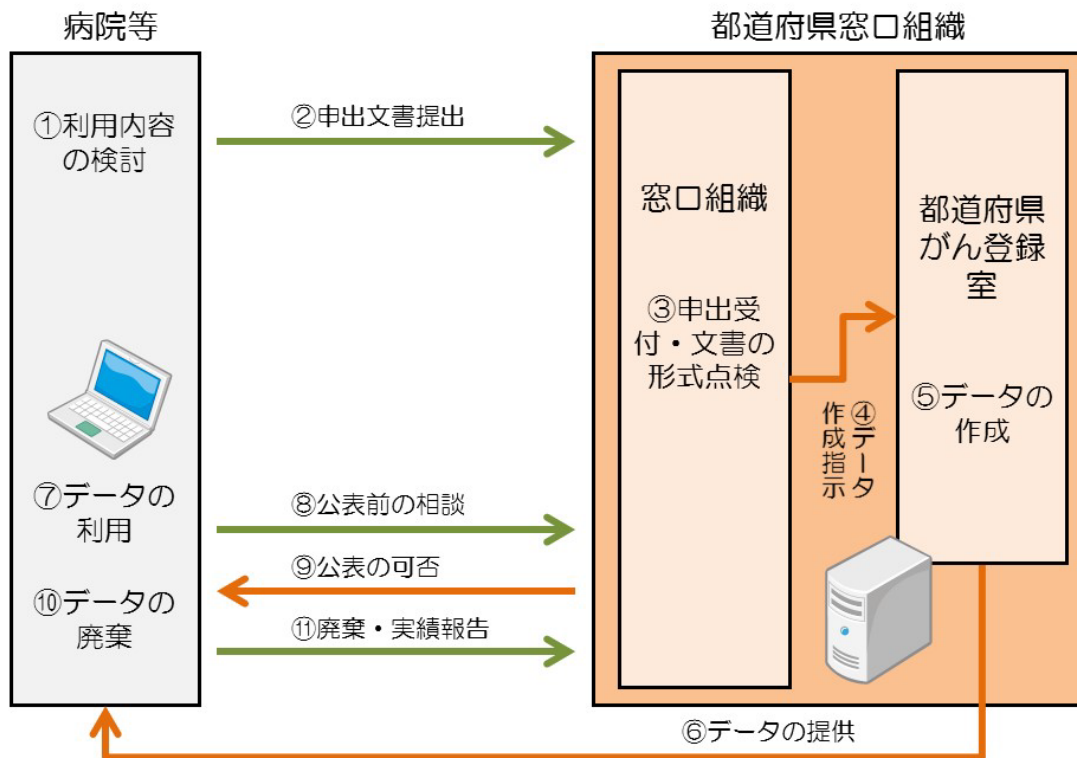 病院等
都道府県窓口組織
①利用内容
の検討
②申出文書提出
窓口組織
③申出受
付・文書の
形式点検
④データ
作成指示
都道府県
がん登録
室
⑤データの
作成
⑦データの
利用
⑧公表前の相談
⑨公表の可否
⑩データの
廃棄
⑪廃棄・実績報告
⑥データの提供